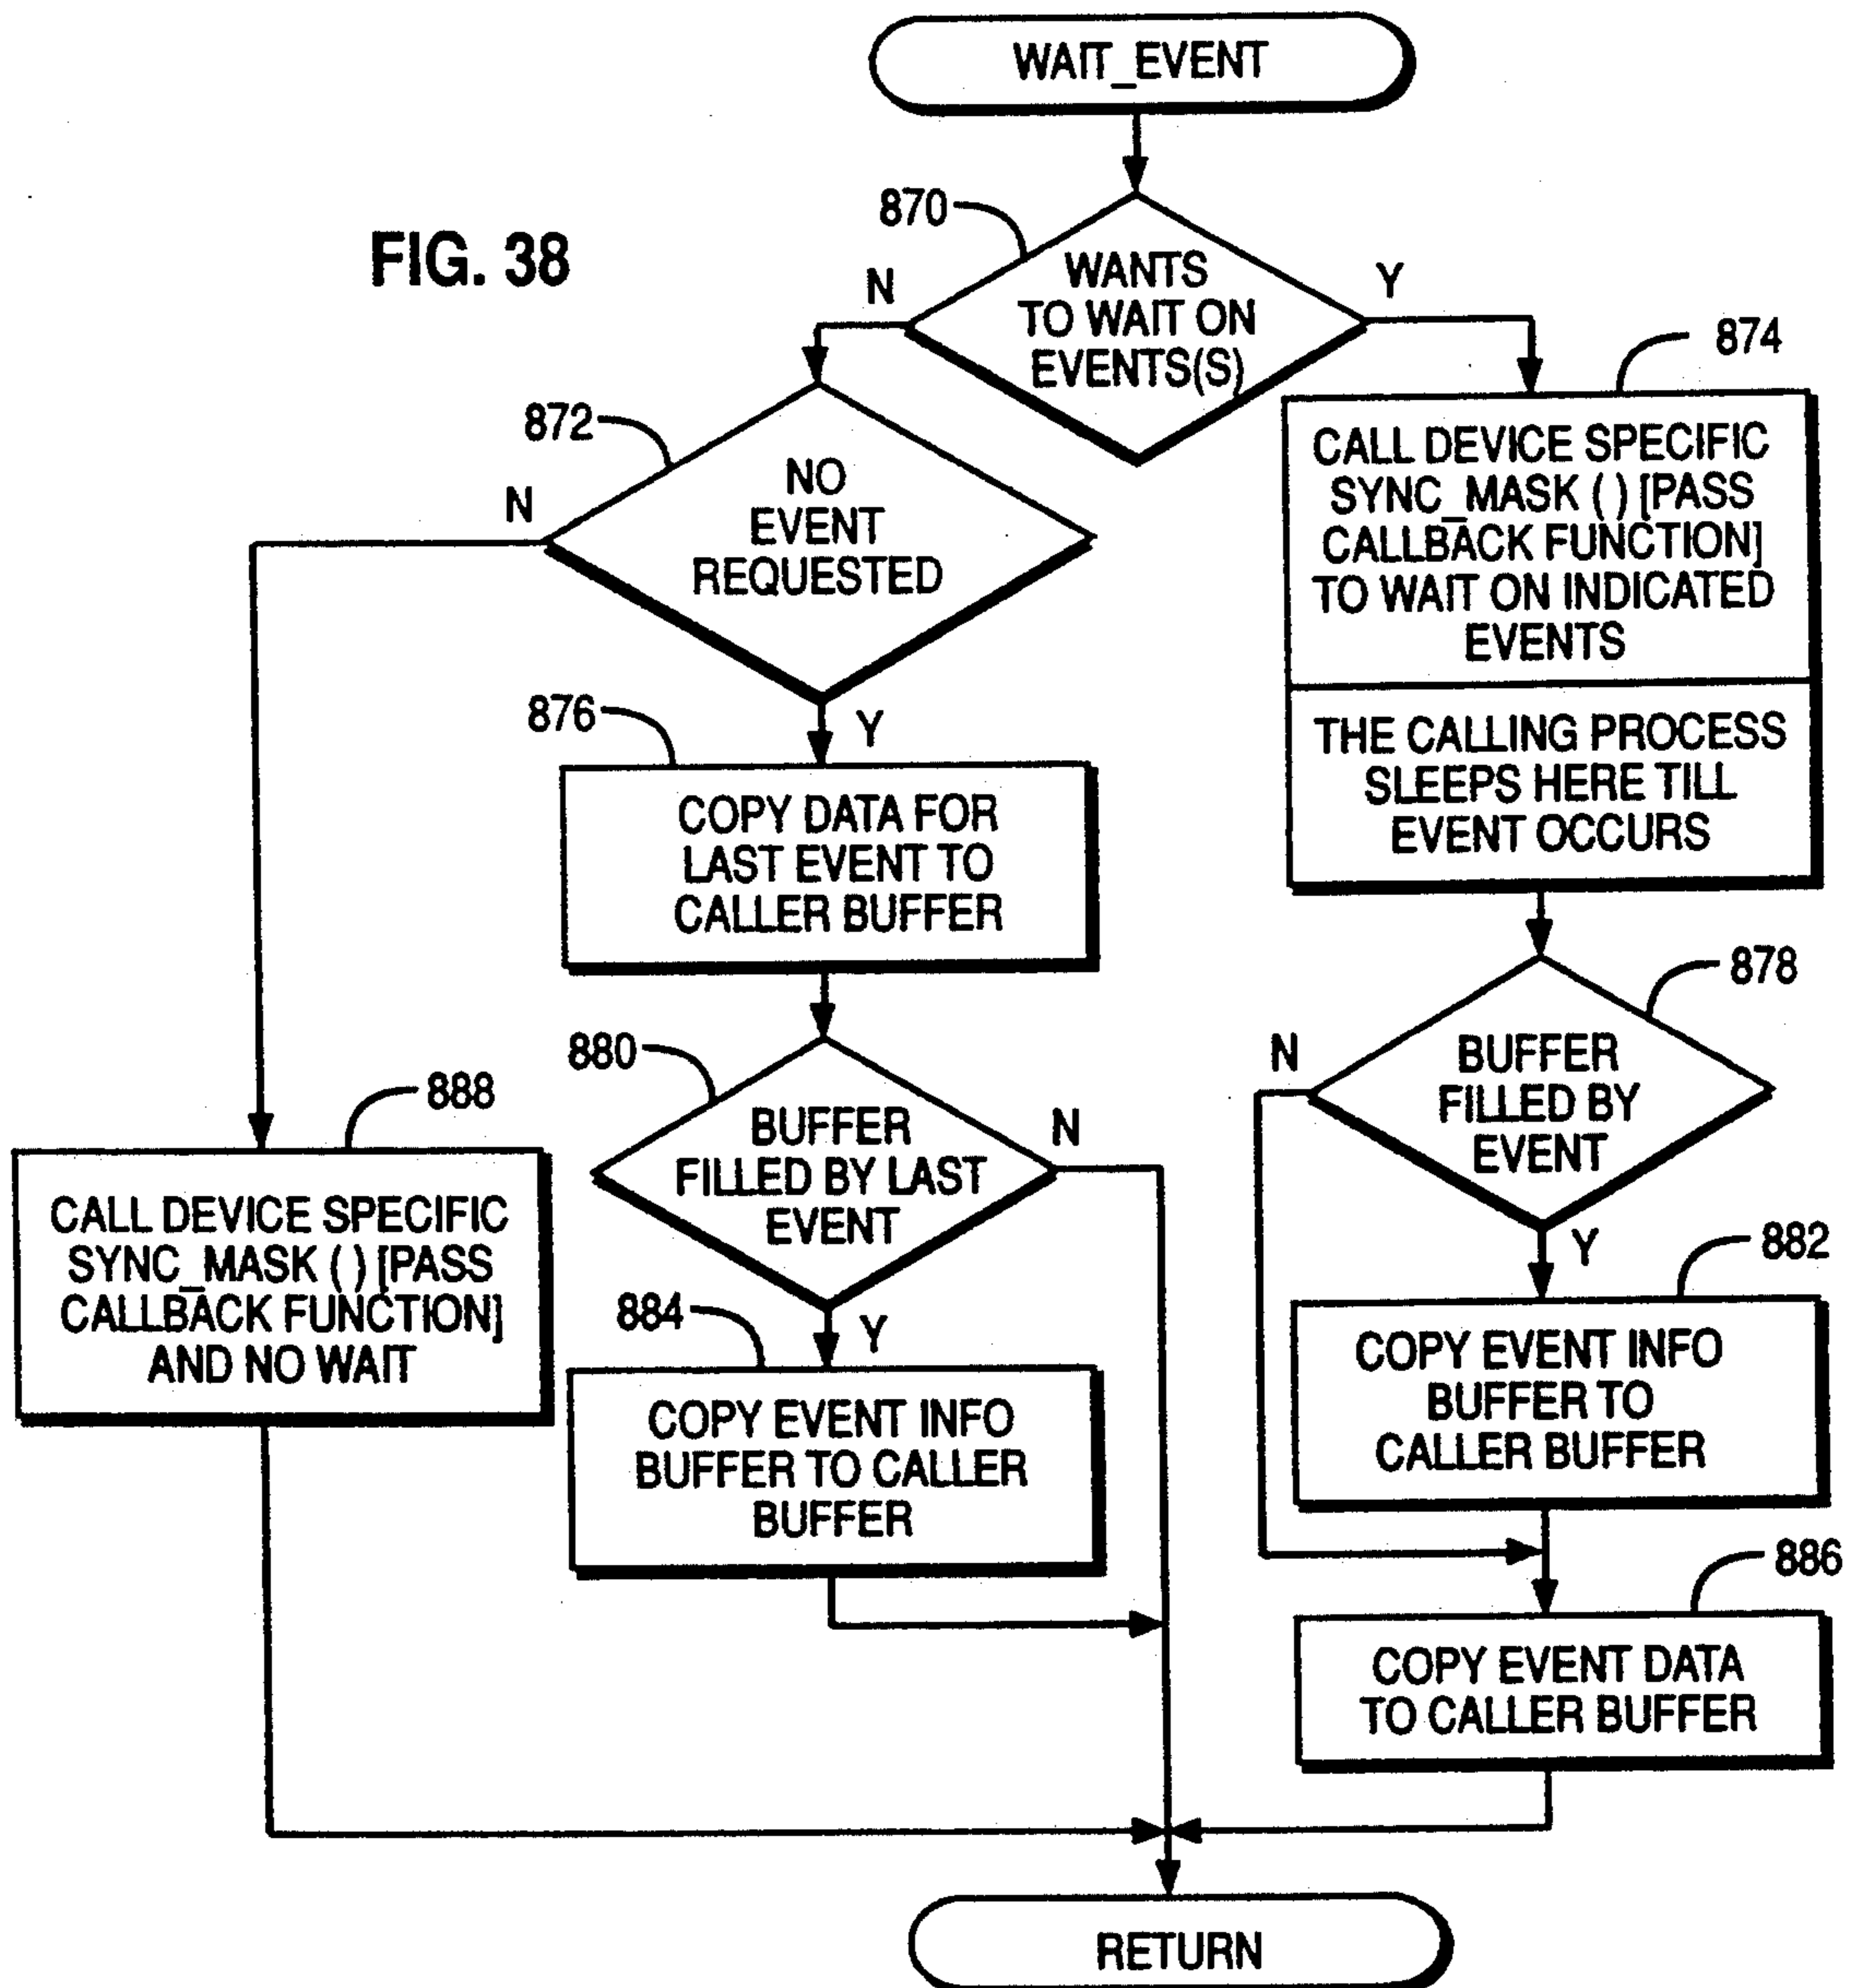 WAIT_EVENT
FIG. 38
870
WANTS
TO WAIT ON
EVENTS(S)
N
Y
872
NO
EVENT
REQUESTED
N
Y
874
CALL DEVICE SPECIFIC
SYNC_MASK ( ) [PASS
CALLBACK FUNCTION]
TO WAIT ON INDICATED
EVENTS
THE CALLING PROCESS
SLEEPS HERE TILL
EVENT OCCURS
876
COPY DATA FOR
LAST EVENT TO
CALLER BUFFER
878
BUFFER
FILLED BY
EVENT
N
Y
880
BUFFER
FILLED BY LAST
EVENT
N
Y
888
CALL DEVICE SPECIFIC
SYNC_MASK ( ) [PASS
CALLBACK FUNCTION]
AND NO WAIT
884
COPY EVENT INFO
BUFFER TO CALLER
BUFFER
882
COPY EVENT INFO
BUFFER TO
CALLER BUFFER
886
COPY EVENT DATA
TO CALLER BUFFER
RETURN